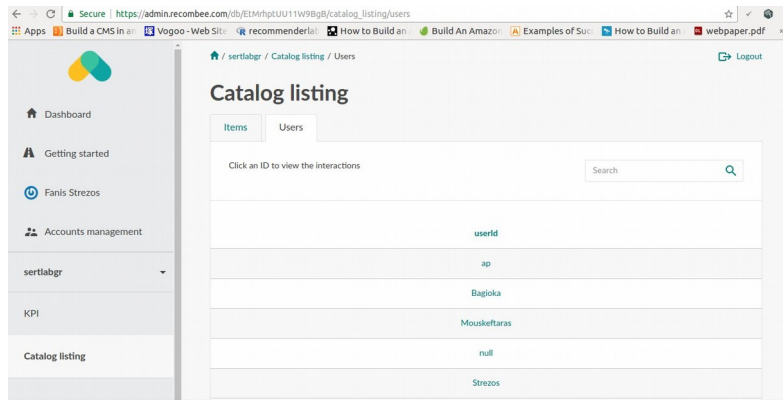 Secure | https://admin.recombee.com/db/EtMrhptUU11W9BgB/catalog_listing/users
Apps Build a CMS in an Vogoo - Web Site recommenderlab How to Build an Build An Amazon Examples of Suc How to Build an webpaper.pdf »
/ sertlabgr / Catalog listing / Users
Logout
Catalog listing
Dashboard
Items Users
Getting started
Click an ID to view the interactions
Search
Fanis Strezos
Accounts management
userId
sertlabgr
ap
Bagioka
KPI
Mouskeftaras
Catalog listing
null
Strezos